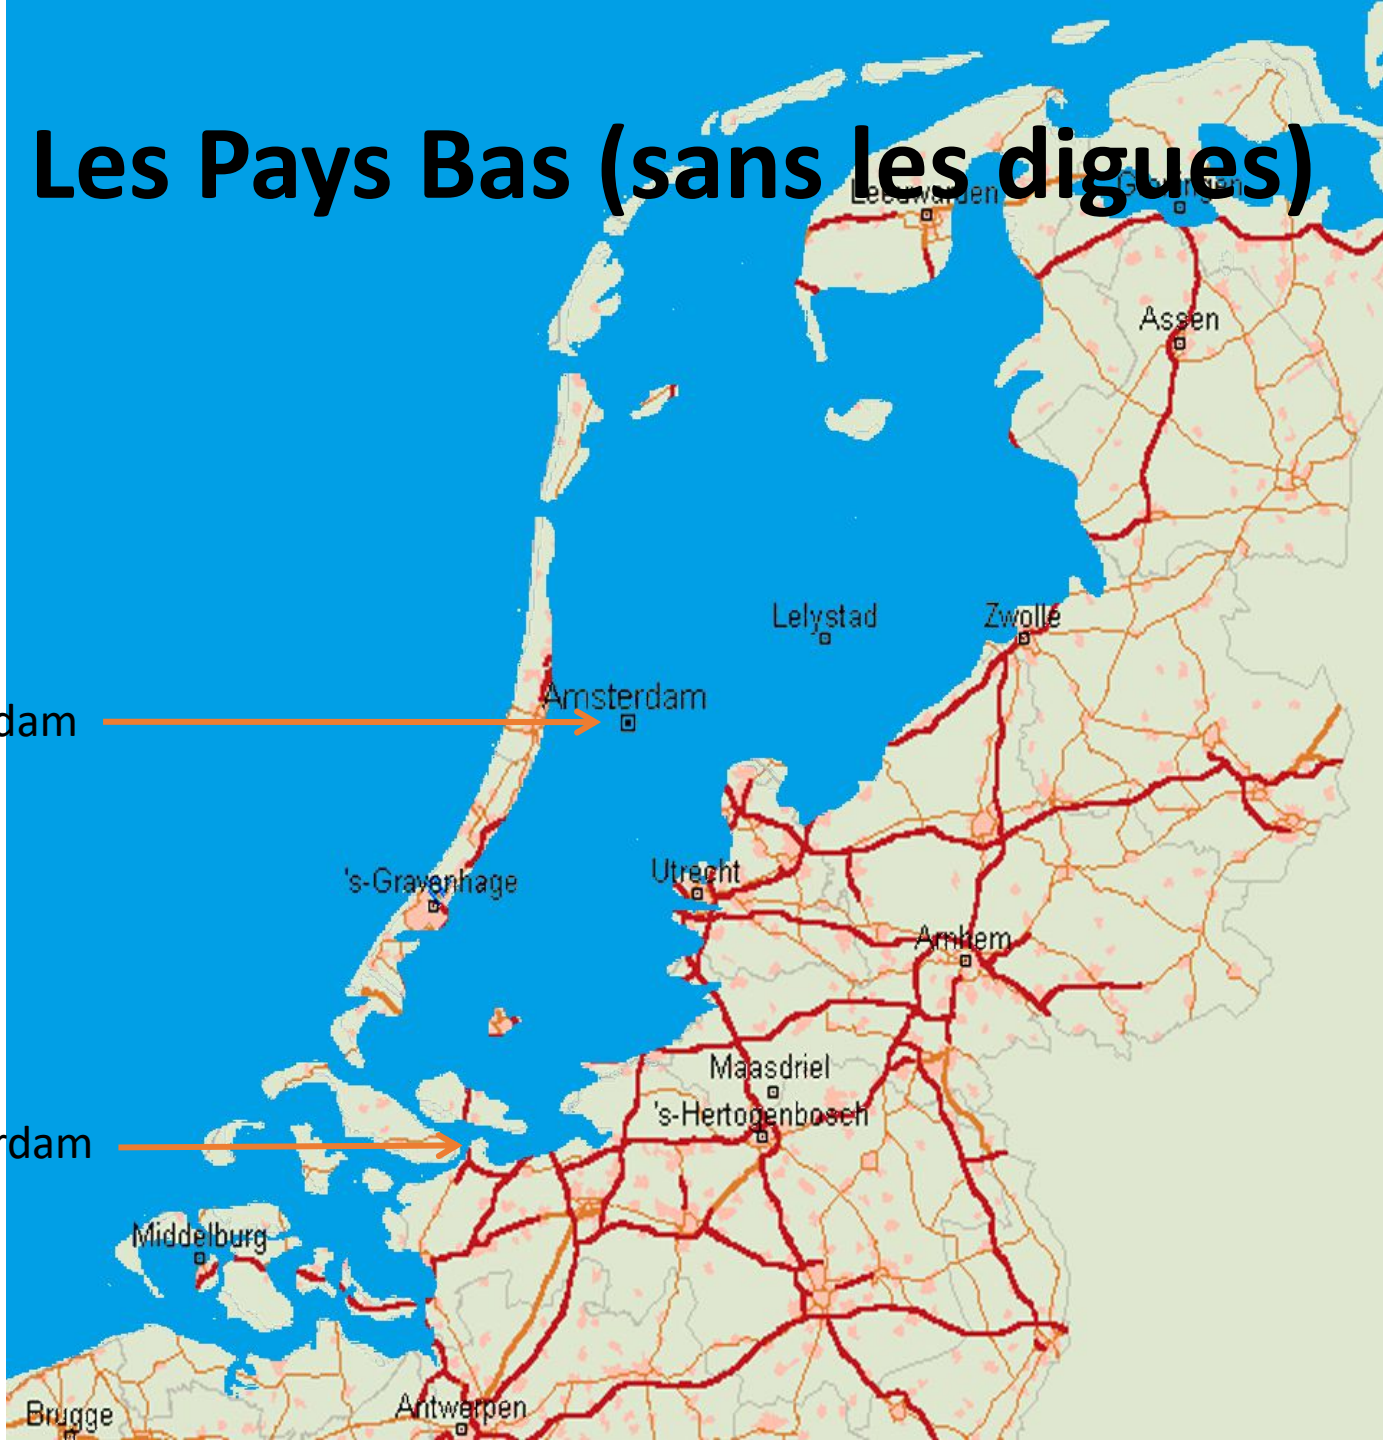 Les Pays Bas (sans les digues)
Leeuwarden
Groningen
Assen
Lelystad
Zwolle
Amsterdam
dam
Utrecht
's-Gravenhage
Arnhem
Maasdriel
's-Hertogenbosch
rdam
Middelburg
Antwerpen
Brugge